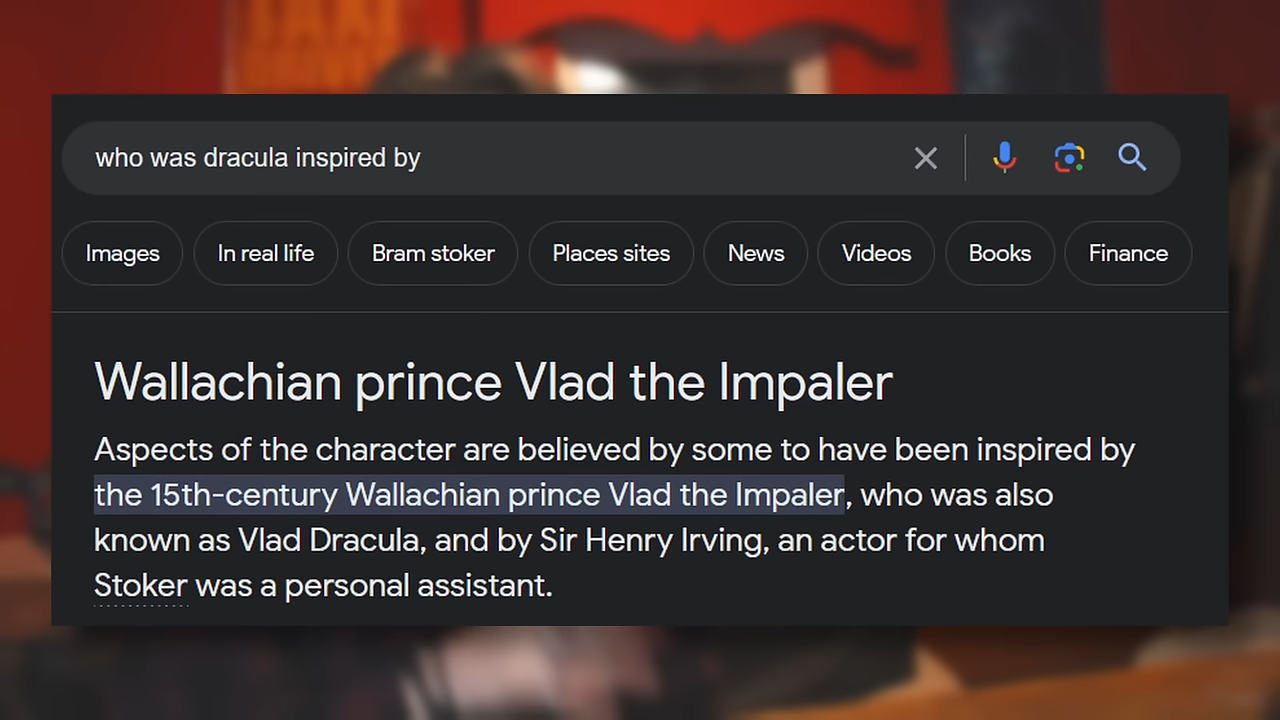 who was dracula inspired by
Images In real life Bram stoker Places sites News Videos Books Finance
Wallachian prince Vlad the Impaler
Aspects of the character are believed by some to have been inspired by
the 15th-century Wallachian prince Vlad the Impaler, who was also
known as Vlad Dracula, and by Sir Henry Irving, an actor for whom
Stoker was a personal assistant.